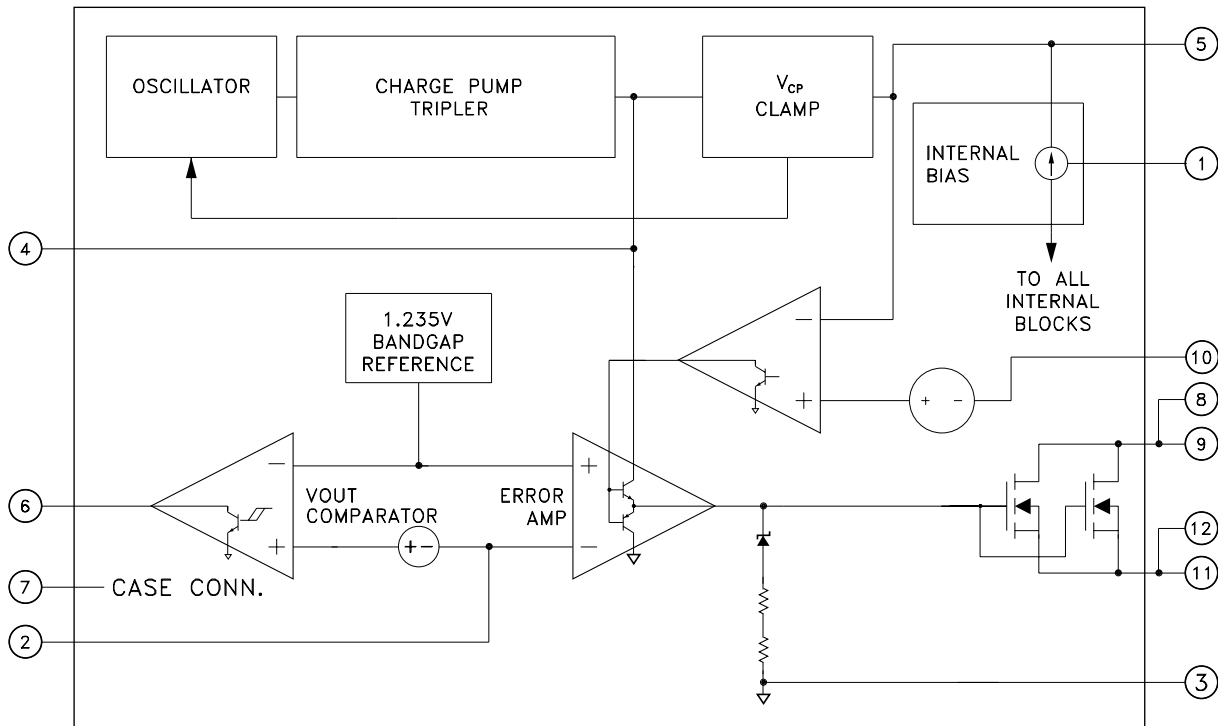 OSCILLATOR
CHARGE PUMP
TRIPLER
VCP
CLAMP
5
INTERNAL
BIAS
1
4
TO ALL
INTERNAL
BLOCKS
1.235V
BANDGAP
REFERENCE
−
+
+ -
10
8
9
6
−
+
VOUT
COMPARATOR
+-
ERROR
AMP
+
−
12
11
7
CASE CONN.
2
3